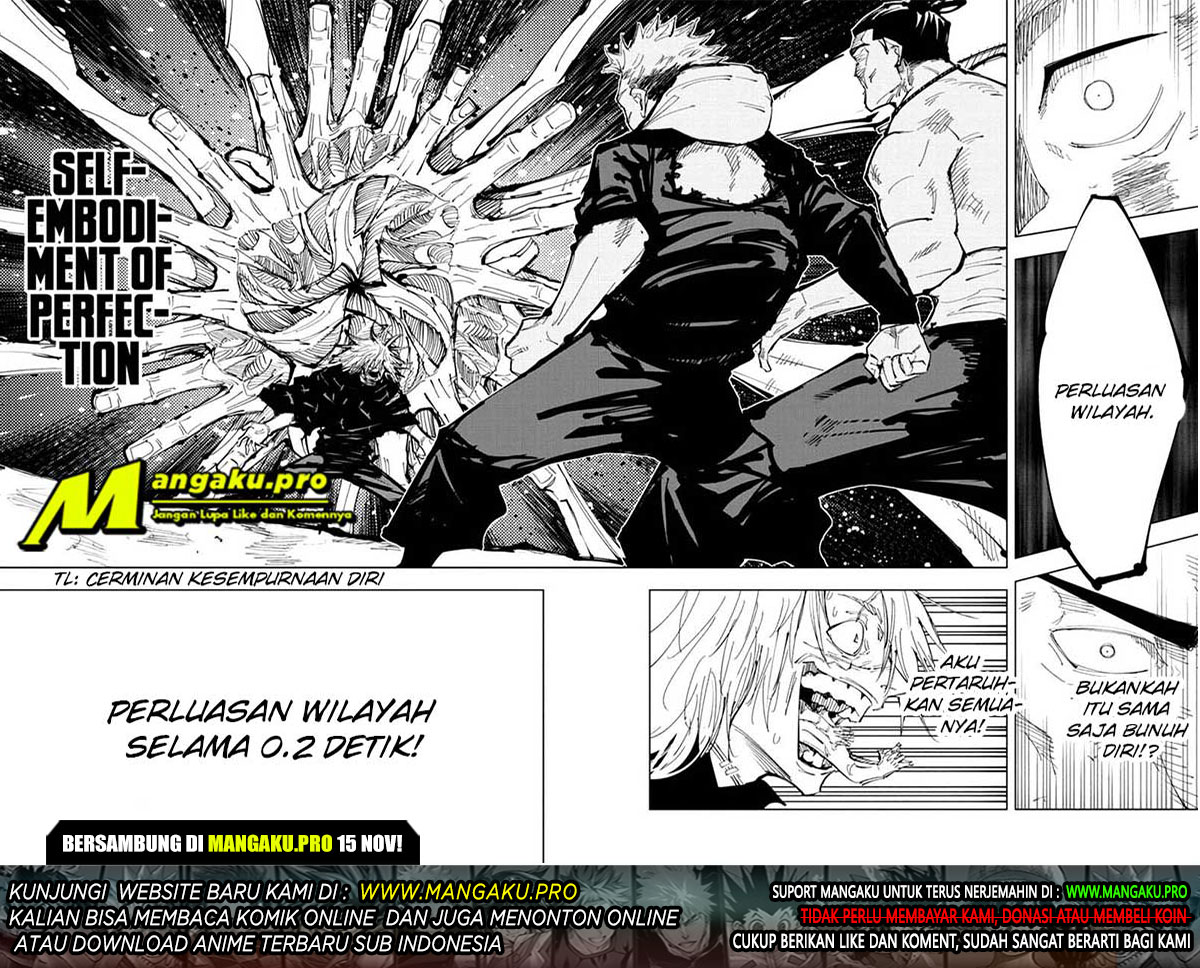 PERLUASAN
WILAYAH.
SELF-
EMBODI-
MENT OF
PERFEC-
TION
Mangaku.pro
Jangan Lupa Like dan Komennya
TL: CERMINAN KESEMPURNAAN DIRI
BUKANKAH
ITU SAMA
SAJA BUNUH
DIRI!?
AKU
PERTARUH-
KAN SEMUA-
NYA!
PERLUASAN WILAYAH
SELAMA 0.2 DETIK!
BERSAMBUNG DI MANGAKU.PRO 15 NOV!
KUNJUNGI WEBSITE BARU KAMI DI : WWW.MANGAKU.PRO
KALIAN BISA MEMBACA KOMIK ONLINE DAN JUGA MENONTON ONLINE
ATAU DOWNLOAD ANIME TERBARU SUB INDONESIA
SUPORT MANGAKU UNTUK TERUS NERJEMAHIN DI : WWW.MANGAKU.PRO
TIDAK PERLU MEMBAYAR KAMI, DONASI ATAU MEMBELI KOIN
CUKUP BERIKAN LIKE DAN KOMENT, SUDAH SANGAT BERARTI BAGI KAMI